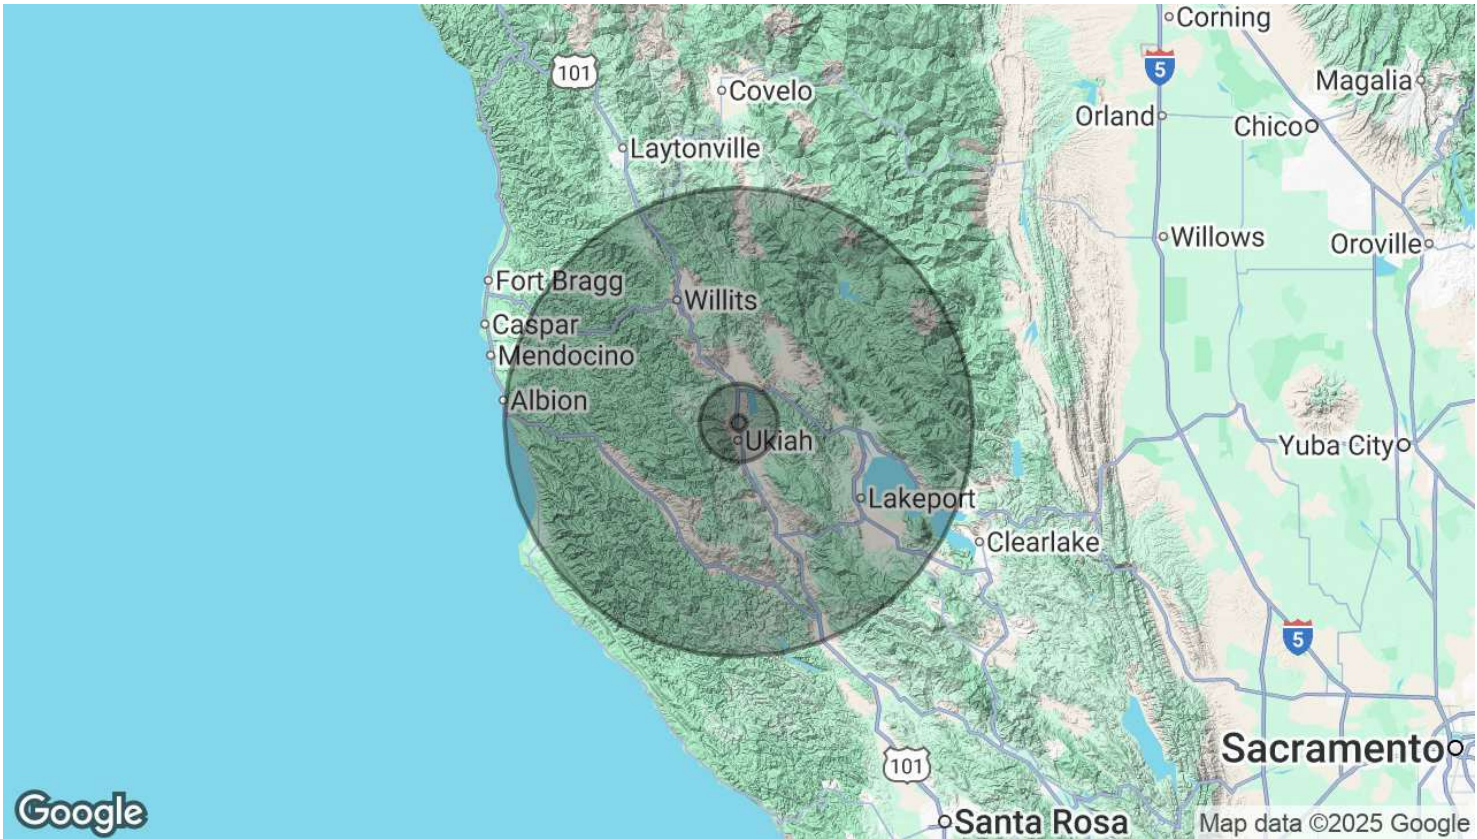 Corning
5
101
Magalia
Covelo
Orland
Chico
Laytonville
Willows
Oroville
Fort Bragg
Willits
Caspar
Mendocino
Albion
Ukiah
Yuba City
Lakeport
Clearlake
5
Sacramento
101
Google
Santa Rosa
Map data ©2025 Google